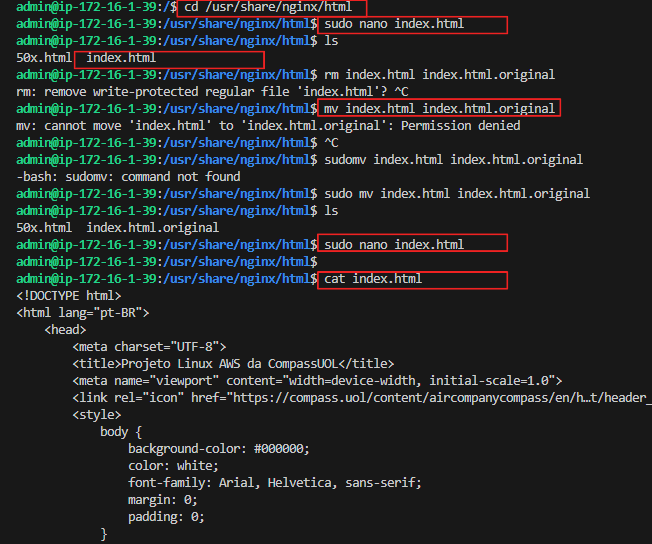 admin@ip-172-16-1-39:/$ cd /usr/share/nginx/html
admin@ip-172-16-1-39:/usr/share/nginx/html$ sudo nano index.html
admin@ip-172-16-1-39:/usr/share/nginx/html$ ls
50x.html  index.html
admin@ip-172-16-1-39:/usr/share/nginx/html$ rm index.html index.html.original
rm: remove write-protected regular file 'index.html'? ^C
admin@ip-172-16-1-39:/usr/share/nginx/html$ mv index.html index.html.original
mv: cannot move 'index.html' to 'index.html.original': Permission denied
admin@ip-172-16-1-39:/usr/share/nginx/html$ ^C
admin@ip-172-16-1-39:/usr/share/nginx/html$ sudomv index.html index.html.original
-bash: sudomv: command not found
admin@ip-172-16-1-39:/usr/share/nginx/html$ sudo mv index.html index.html.original
admin@ip-172-16-1-39:/usr/share/nginx/html$ ls
50x.html  index.html.original
admin@ip-172-16-1-39:/usr/share/nginx/html$ sudo nano index.html
admin@ip-172-16-1-39:/usr/share/nginx/html$
admin@ip-172-16-1-39:/usr/share/nginx/html$ cat index.html
<!DOCTYPE html>
<html lang="pt-BR">
    <head>
        <meta charset="UTF-8">
        <title>Projeto Linux AWS da CompassUOL</title>
        <meta name="viewport" content="width=device-width, initial-scale=1.0">
        <link rel="icon" href="https://compass.uol/content/aircompanycompass/en/h…t/header_
        <style>
            body {
                background-color: #000000;
                color: white;
                font-family: Arial, Helvetica, sans-serif;
                margin: 0;
                padding: 0;
            }